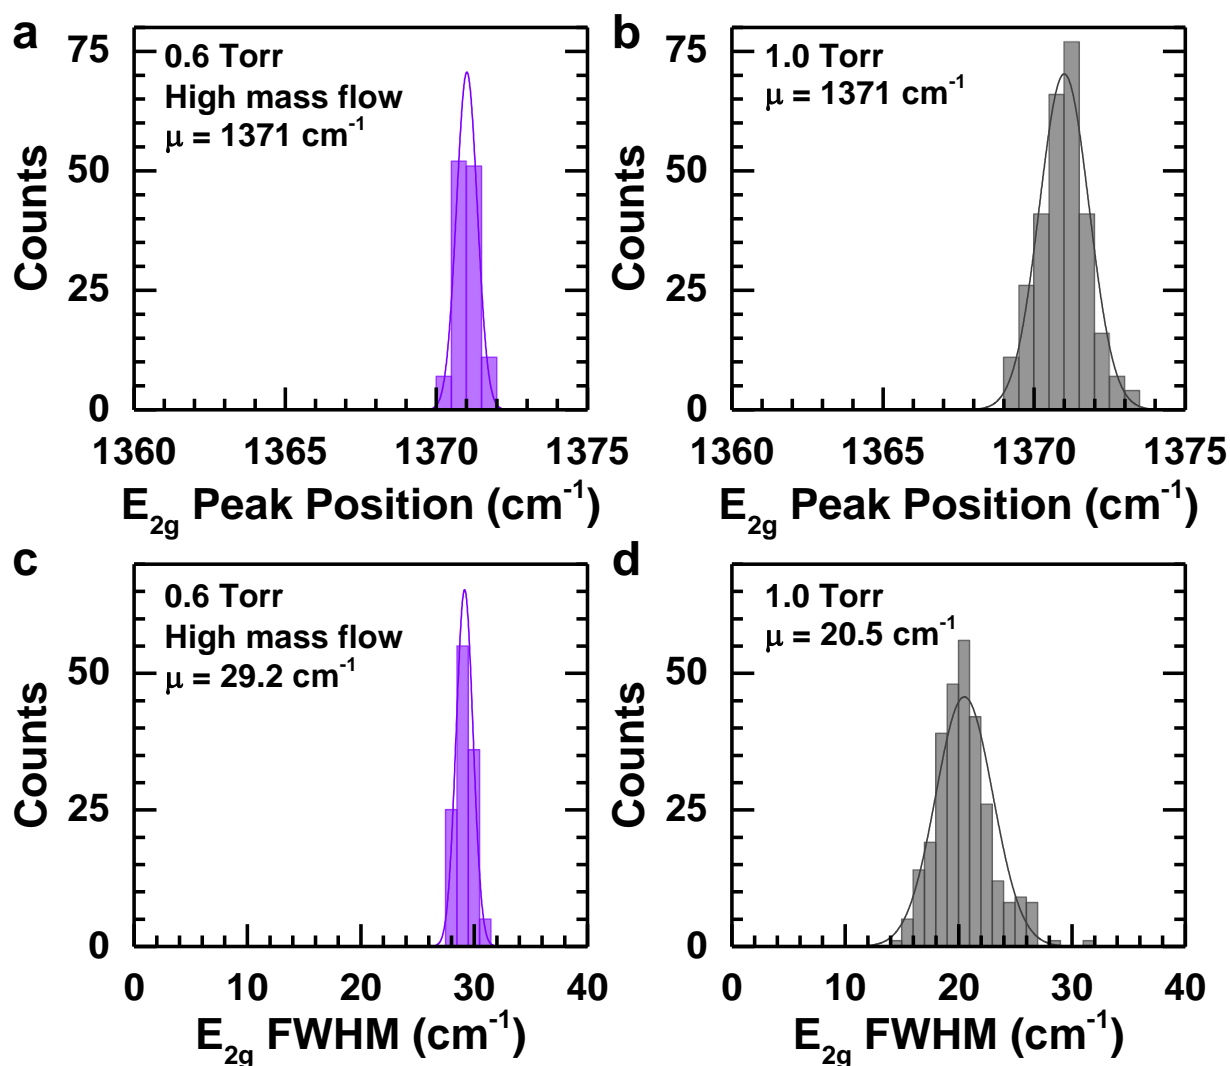 a
0.6 Torr
High mass flow
μ = 1371 cm⁻¹
75
50
25
0
Counts
1360 1365 1370 1375
E₂g Peak Position (cm⁻¹)
b
1.0 Torr
μ = 1371 cm⁻¹
75
50
25
0
Counts
1360 1365 1370 1375
E₂g Peak Position (cm⁻¹)
c
0.6 Torr
High mass flow
μ = 29.2 cm⁻¹
50
25
0
Counts
0 10 20 30 40
E₂g FWHM (cm⁻¹)
d
1.0 Torr
μ = 20.5 cm⁻¹
50
25
0
Counts
0 10 20 30 40
E₂g FWHM (cm⁻¹)